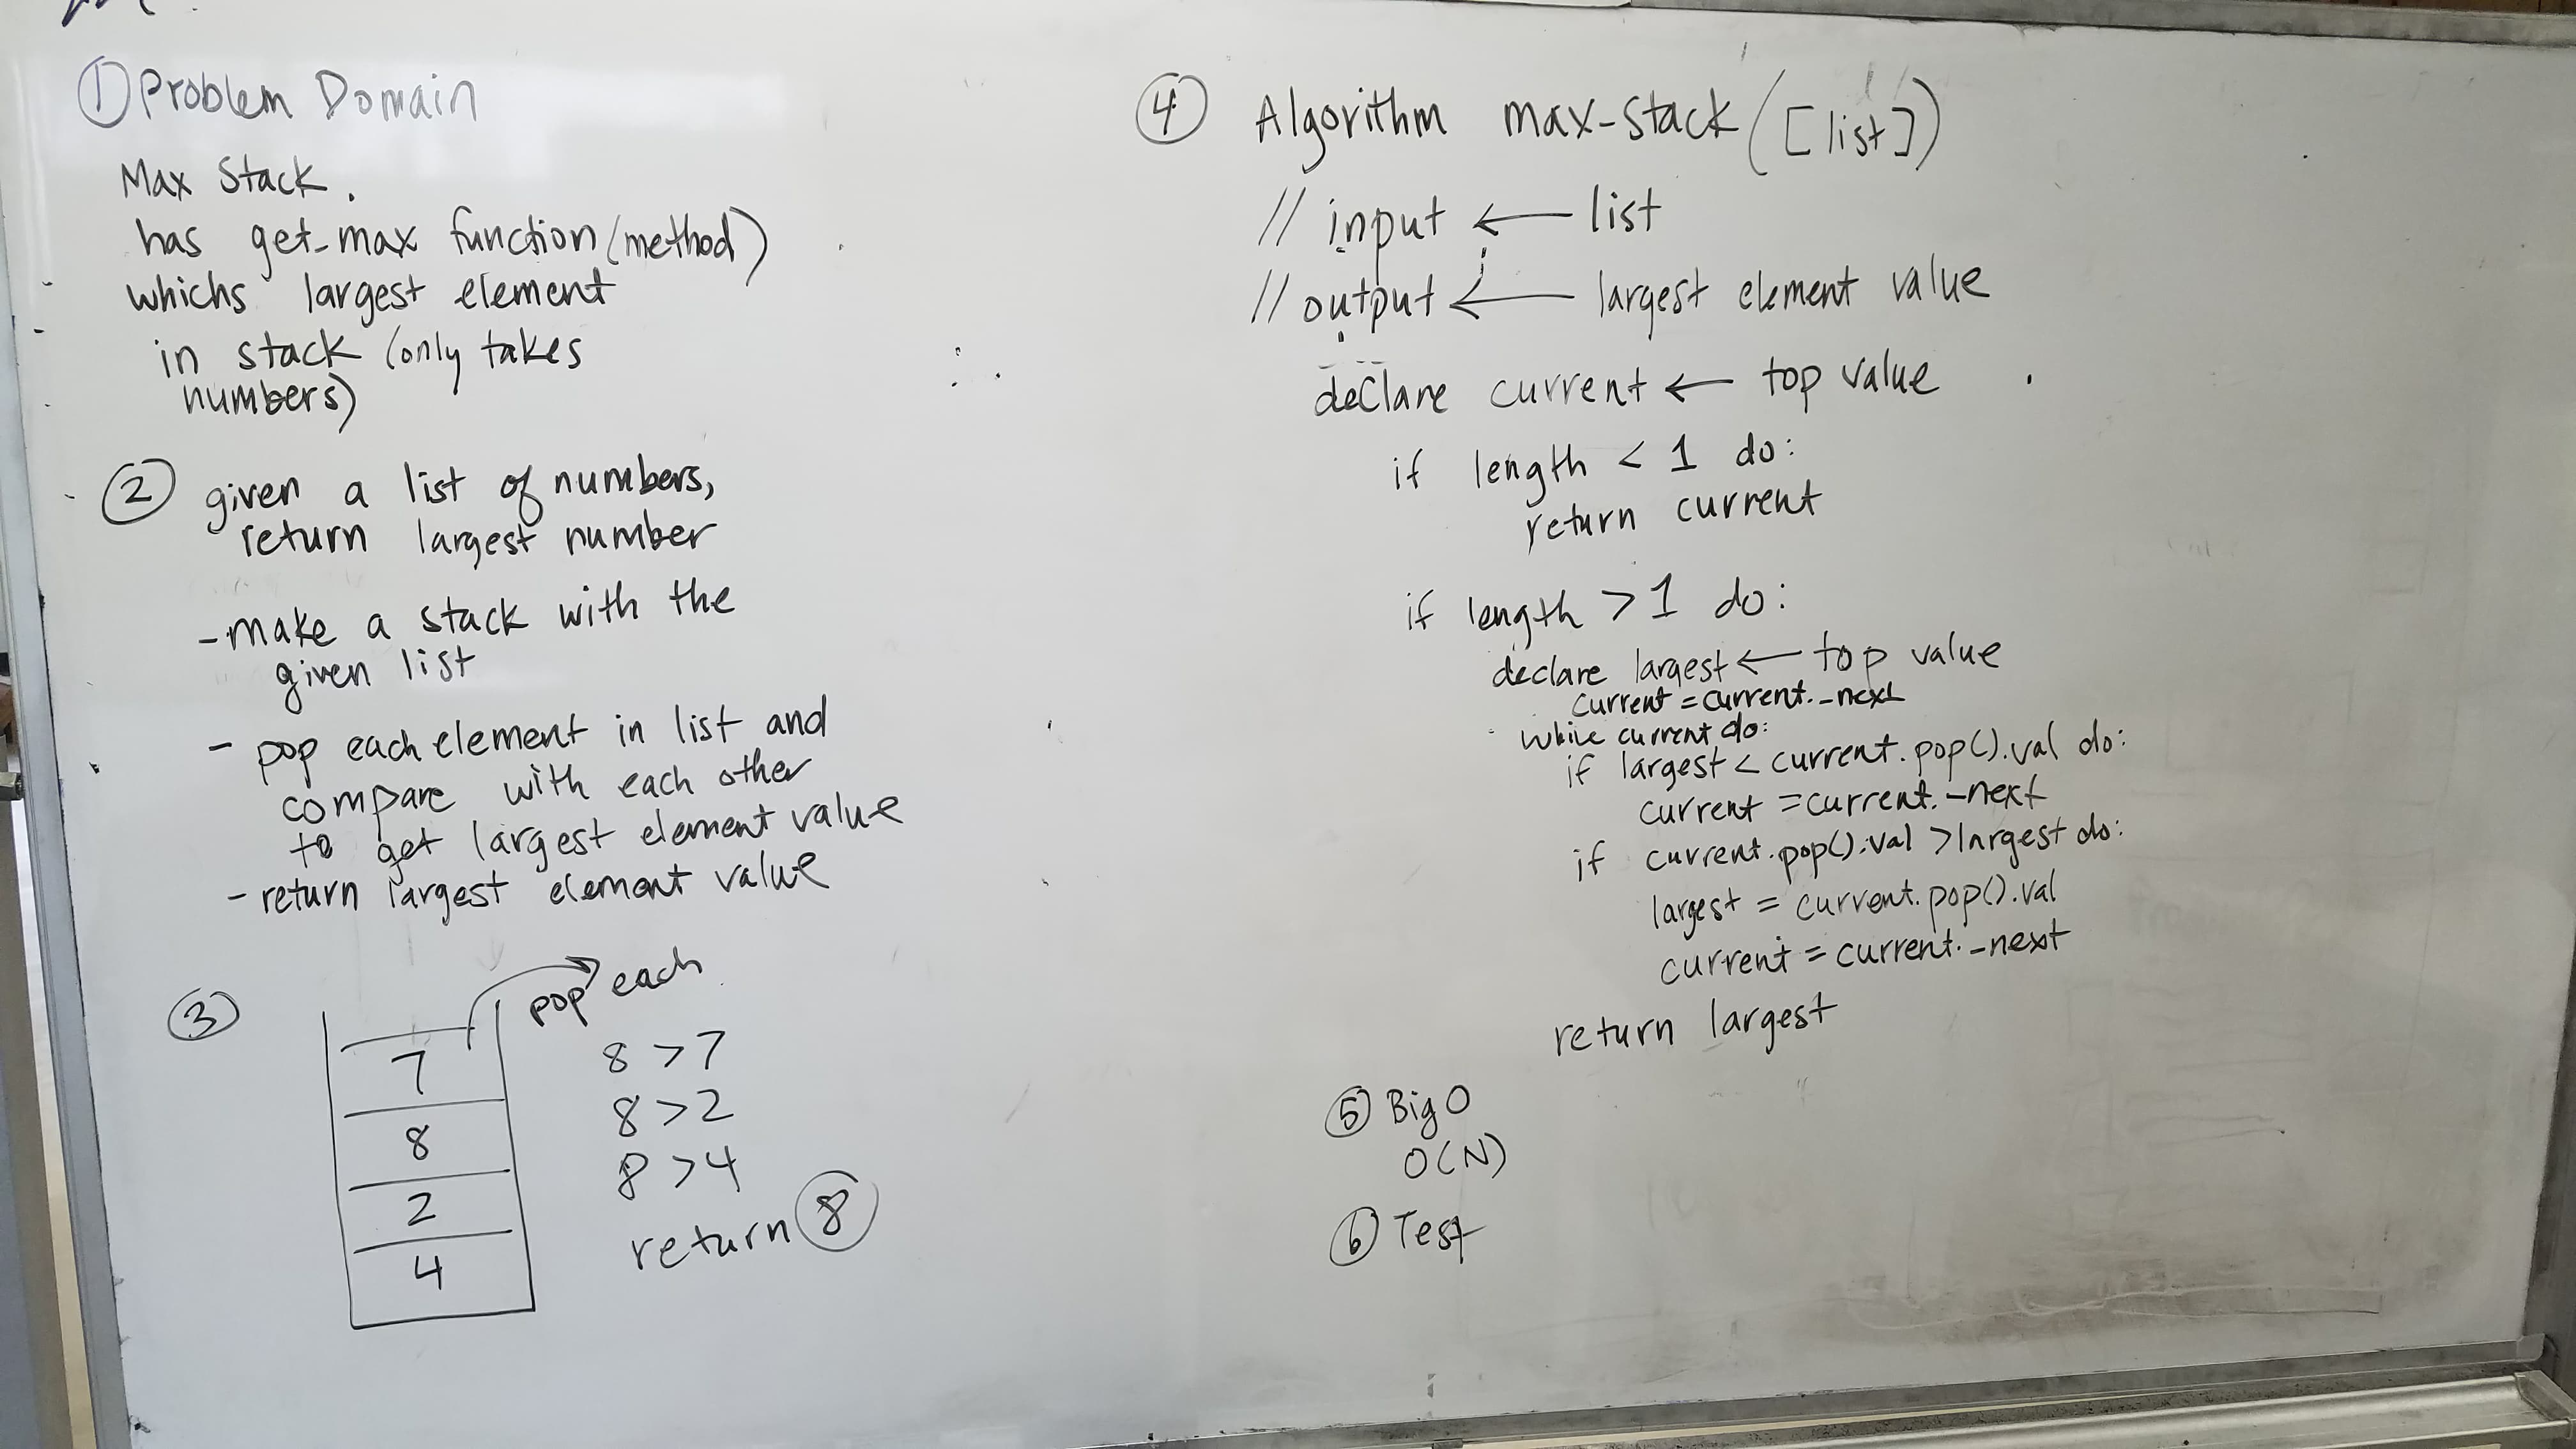 ① Problem Domain
Max Stack.
has get_max function (method)
whichs largest element
in stack (only takes
numbers)
② given a list of numbers,
return largest number
- make a stack with the
given list
- pop each element in list and
compare with each other
to get largest element value
- return largest element value
③
pop each
7
8
2
4
8 > 7
8 > 2
8 > 4
return 8
④ Algorithm max-stack([list])
// input ← list
// output ← largest element value
declare current ← top value
if length < 1 do:
return current
if length > 1 do:
declare largest ← top value
current = current._next
while current do:
if largest < current.pop().val do:
current = current._next
if current.pop().val > largest do:
largest = current.pop().val
current = current._next
return largest
⑤ Big O
O(N)
⑥ Test